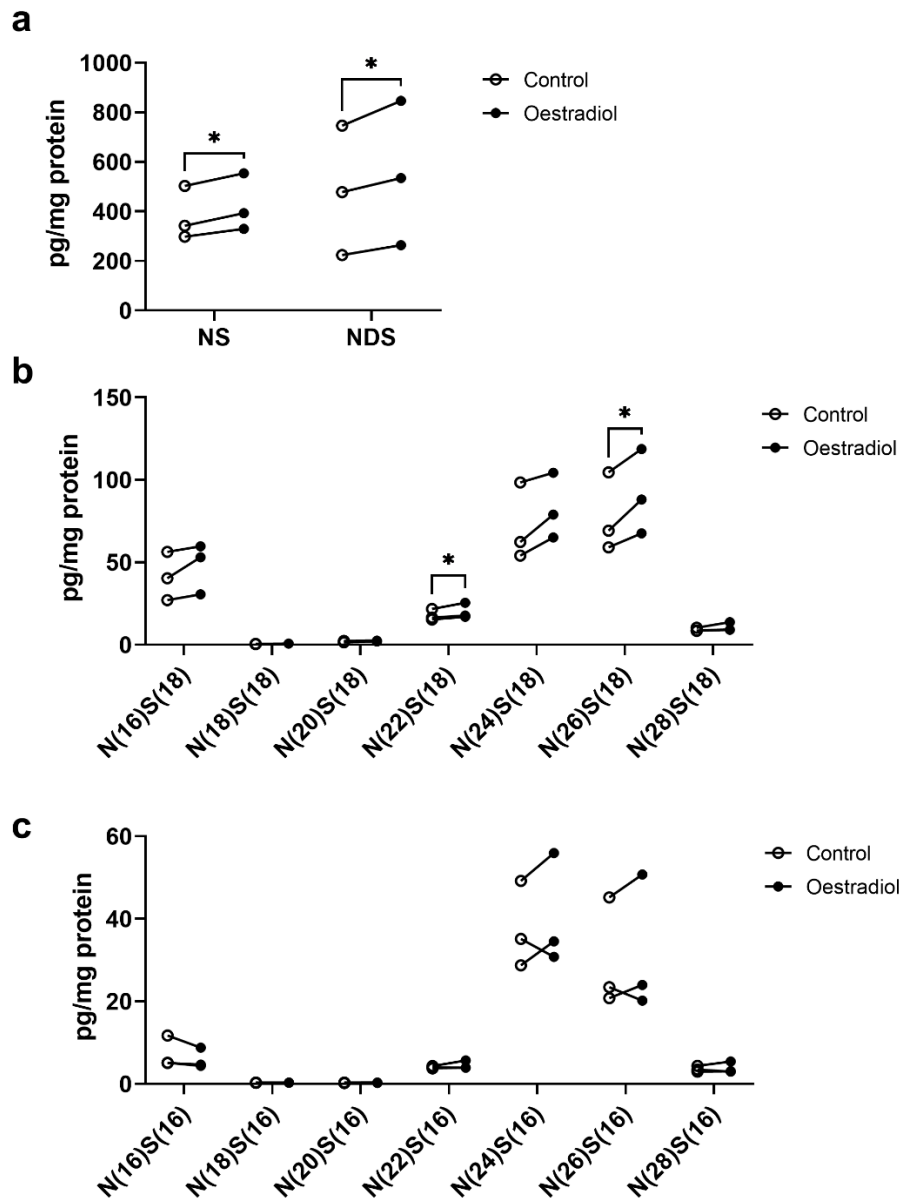 a
1000
800
600
400
200
0
pg/mg protein
*
*
NS
NDS
Control
Oestradiol
b
150
100
50
0
pg/mg protein
*
*
N(16)S(18)
N(18)S(18)
N(20)S(18)
N(22)S(18)
N(24)S(18)
N(26)S(18)
N(28)S(18)
Control
Oestradiol
c
60
40
20
0
pg/mg protein
N(16)S(16)
N(18)S(16)
N(20)S(16)
N(22)S(16)
N(24)S(16)
N(26)S(16)
N(28)S(16)
Control
Oestradiol